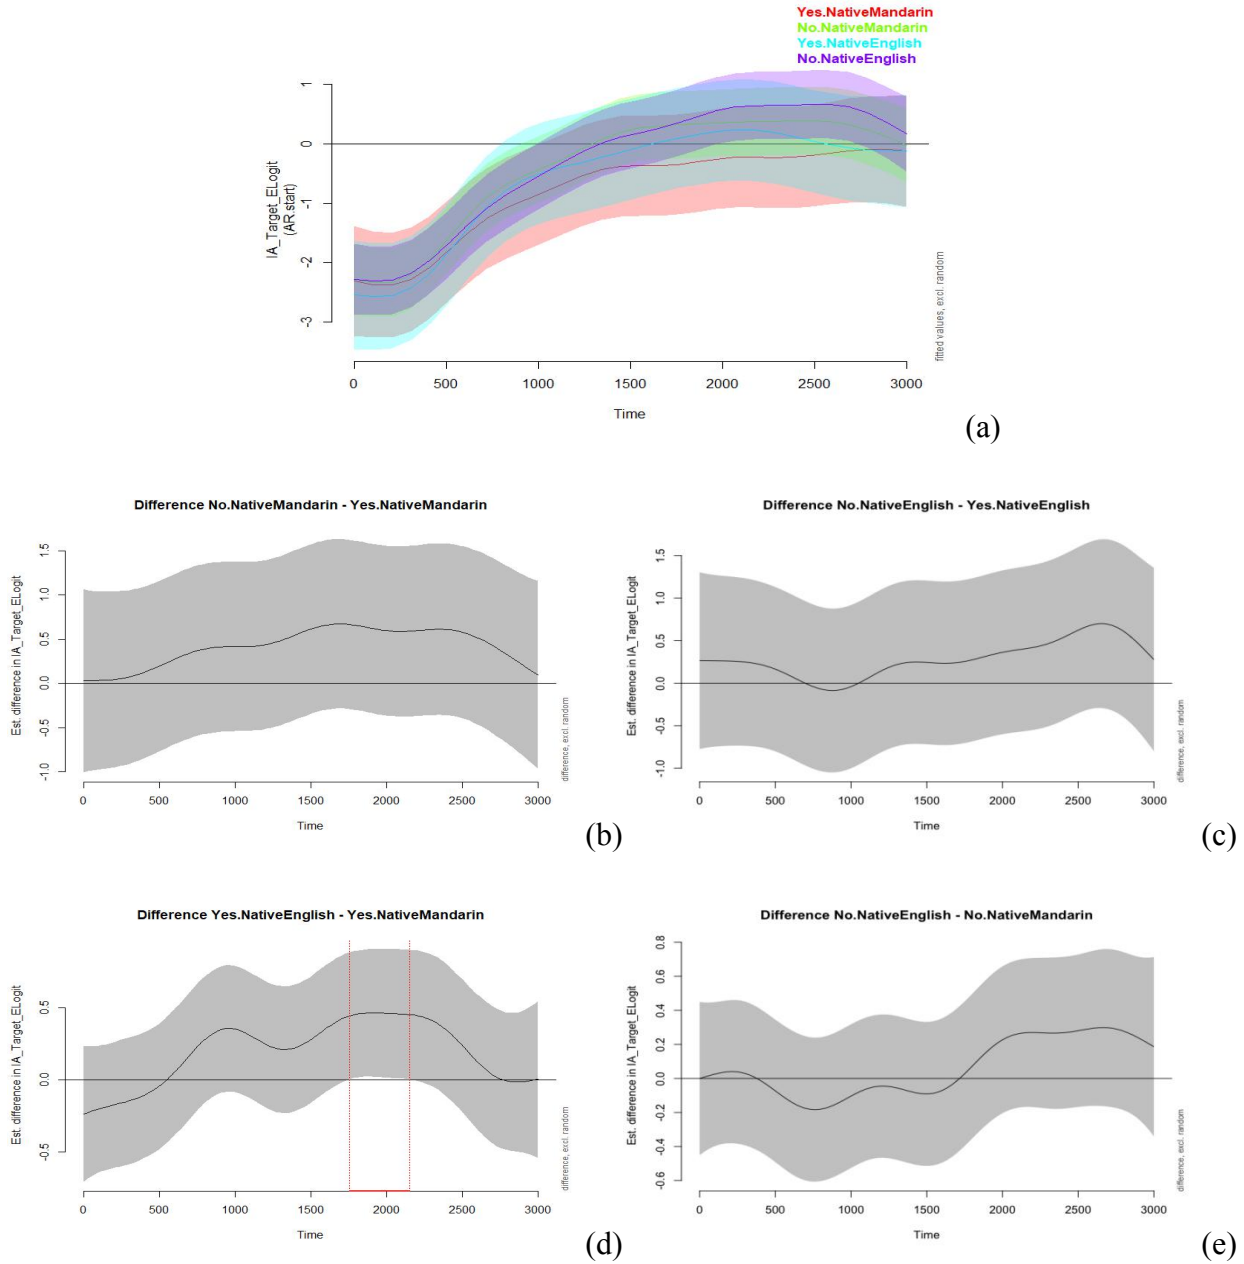 Yes.NativeMandarin
No.NativeMandarin
Yes.NativeEnglish
No.NativeEnglish
IA_Target_ELogit
(AR.start)
1
0
-1
-2
-3
0 500 1000 1500 2000 2500 3000
Time
fitted values, excl. random
(a)
Difference No.NativeMandarin - Yes.NativeMandarin
Est. difference in IA_Target_ELogit
1.5
1.0
0.5
0.0
-0.5
-1.0
0 500 1000 1500 2000 2500 3000
Time
difference, excl. random
(b)
Difference No.NativeEnglish - Yes.NativeEnglish
Est. difference in IA_Target_ELogit
1.5
1.0
0.5
0.0
-0.5
-1.0
0 500 1000 1500 2000 2500 3000
Time
difference, excl. random
(c)
Difference Yes.NativeEnglish - Yes.NativeMandarin
Est. difference in IA_Target_ELogit
0.5
0.0
-0.5
0 500 1000 1500 2000 2500 3000
Time
difference, excl. random
(d)
Difference No.NativeEnglish - No.NativeMandarin
Est. difference in IA_Target_ELogit
0.8
0.6
0.4
0.2
0.0
-0.2
-0.4
-0.6
0 500 1000 1500 2000 2500 3000
Time
difference, excl. random
(e)